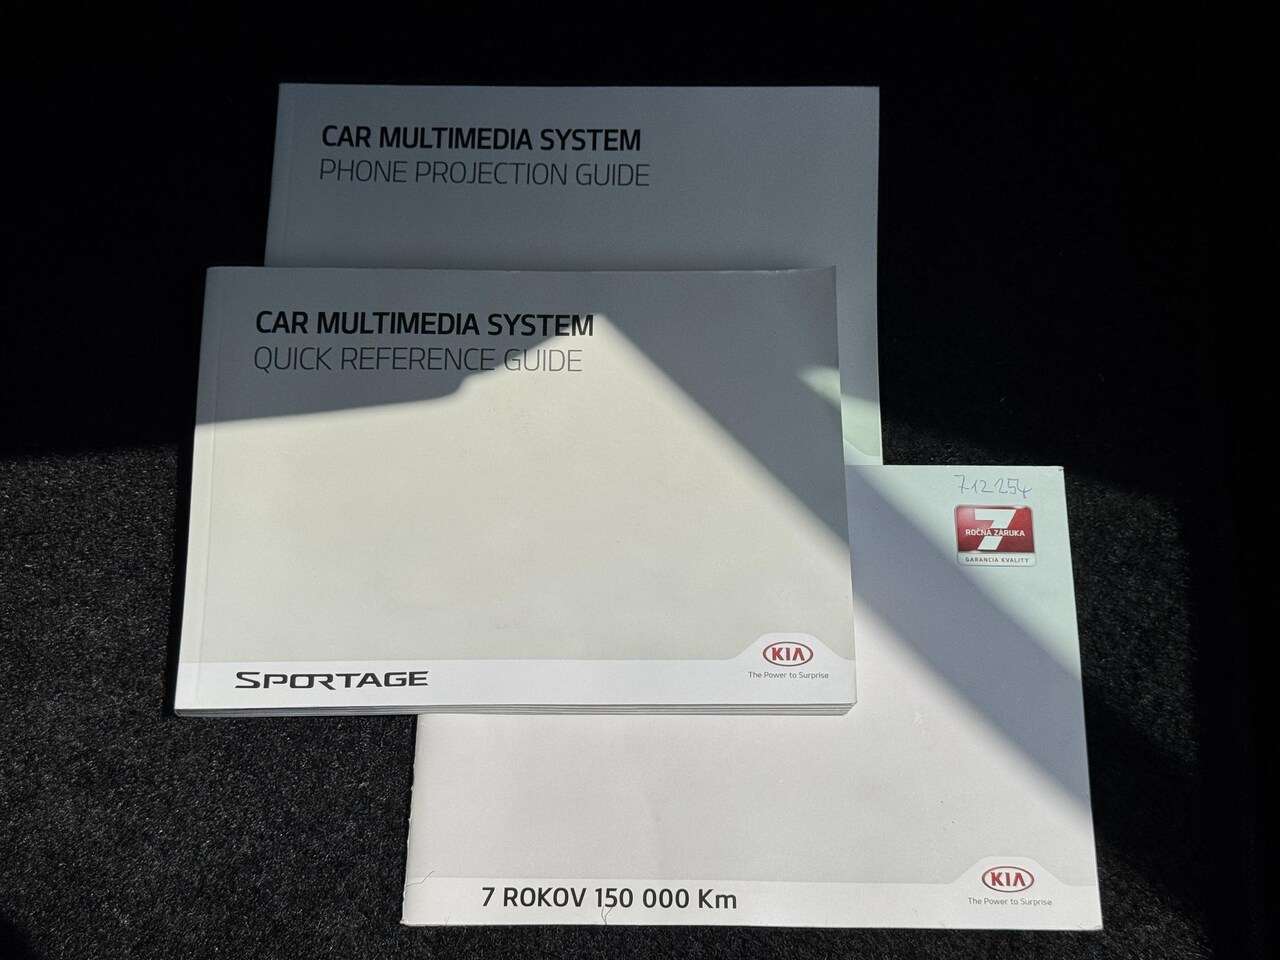 CAR MULTIMEDIA SYSTEM
PHONE PROJECTION GUIDE
CAR MULTIMEDIA SYSTEM
QUICK REFERENCE GUIDE
SPORTAGE
KIA
The Power to Surprise
712254
7
ROČNÁ ZÁRUKA
GARANCIA KVALITY
7 ROKOV 150 000 Km
KIA
The Power to Surprise